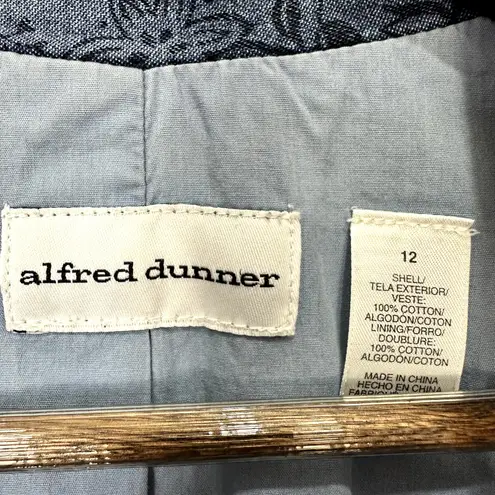 alfred dunner
12
SHELL/
TELA EXTERIOR/
VESTE:
100% COTTON/
ALGODÓN/COTON
LINING/FORRO/
DOUBLURE:
100% COTTON/
ALGODÓN/COTON
MADE IN CHINA
HECHO EN CHINA